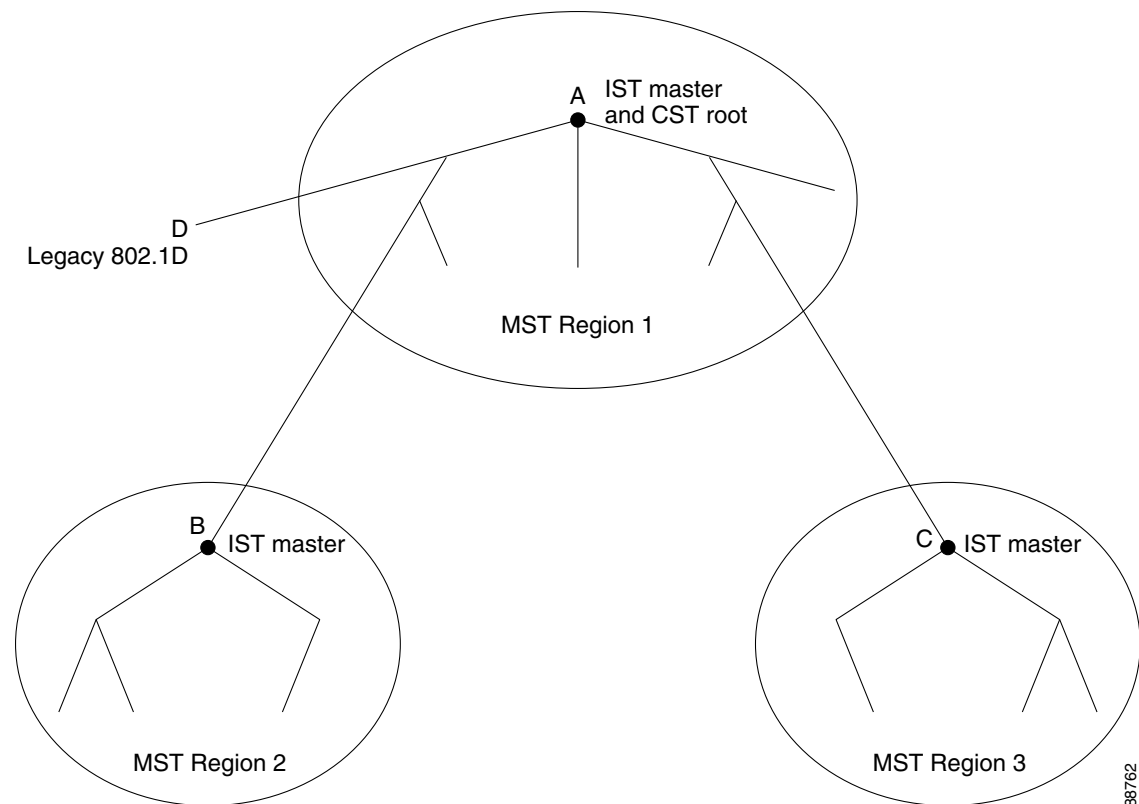 A
IST master
and CST root
D
Legacy 802.1D
MST Region 1
B
IST master
C
IST master
MST Region 2
MST Region 3
88762